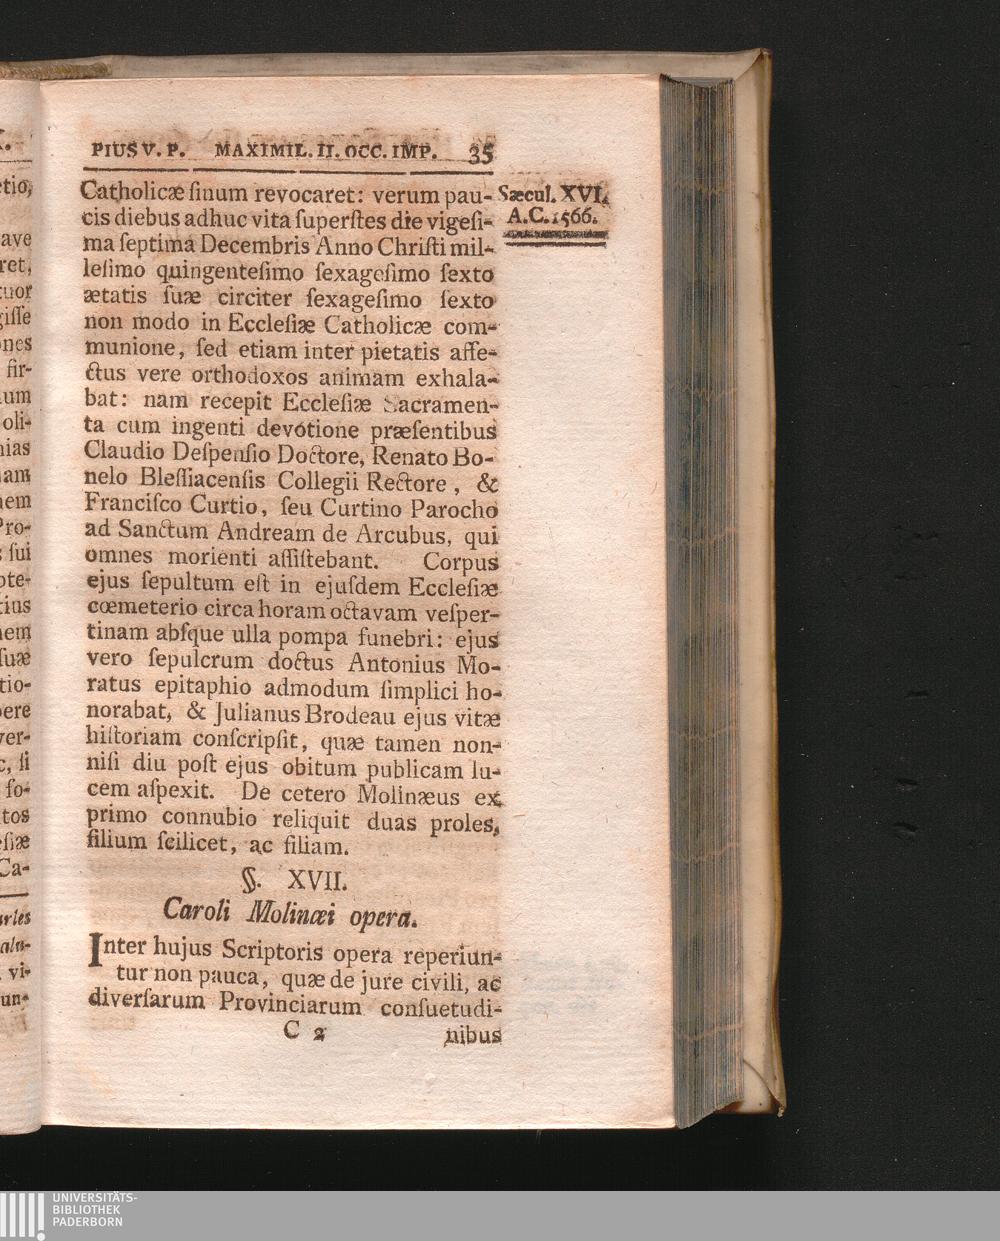 PIUS V. P. MAXIMIL. II. OCC. IMP. 35
Sæcul. XVI.
A.C. 1566.
Catholicæ ſinum revocaret: verum pau-
cis diebus adhuc vita ſuperſtes die vigeſi-
ma ſeptima Decembris Anno Chriſti mil-
leſimo quingenteſimo ſexageſimo ſexto
ætatis ſuæ circiter ſexageſimo ſexto
non modo in Eccleſiæ Catholicæ com-
munione, ſed etiam inter pietatis affe-
ctus vere orthodoxos animam exhala-
bat: nam recepit Eccleſiæ Sacramen-
ta cum ingenti devotione præſentibus
Claudio Deſpenſio Doctore, Renato Bo-
nelo Bleſſiacenſis Collegii Rectore, &
Franciſco Curtio, ſeu Curtino Parocho
ad Sanctum Andream de Arcubus, qui
omnes morienti aſſiſtebant. Corpus
ejus ſepultum eſt in ejuſdem Eccleſiæ
cœmeterio circa horam octavam veſper-
tinam abſque ulla pompa funebri: ejus
vero ſepulcrum doctus Antonius Mo-
ratus epitaphio admodum ſimplici ho-
norabat, & Julianus Brodeau ejus vitæ
hiſtoriam conſcripſit, quæ tamen non-
niſi diu poſt ejus obitum publicam lu-
cem aſpexit. De cetero Molinæus ex
primo connubio reliquit duas proles,
filium ſcilicet, ac filiam.
§. XVII.
Caroli Molinæi opera.
Inter hujus Scriptoris opera reperiun-
tur non pauca, quæ de jure civili, ac
diverſarum Provinciarum conſuetudi-
C 2 nibus
UNIVERSITÄTS-
BIBLIOTHEK
PADERBORN